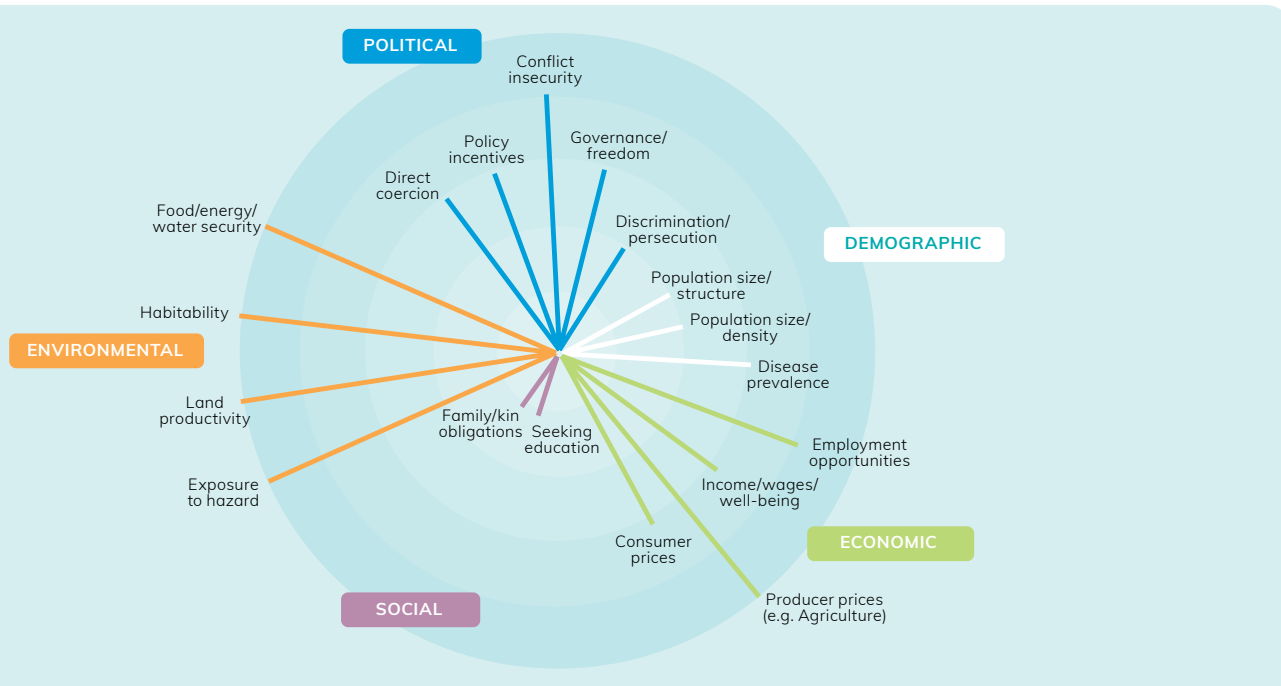 POLITICAL
Conflict
insecurity
Policy
incentives
Governance/
freedom
Direct
coercion
Food/energy/
water security
Discrimination/
persecution
DEMOGRAPHIC
Population size/
structure
Habitability
Population size/
density
ENVIRONMENTAL
Disease
prevalence
Land
productivity
Family/kin
obligations
Seeking
education
Employment
opportunities
Exposure
to hazard
Income/wages/
well-being
Consumer
prices
ECONOMIC
SOCIAL
Producer prices
(e.g. Agriculture)